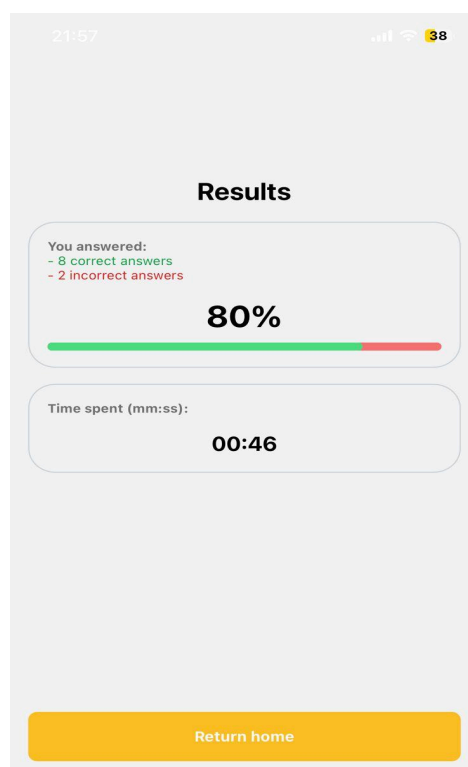 21:57
38
Results
You answered:
- 8 correct answers
- 2 incorrect answers
80%
Time spent (mm:ss):
00:46
Return home